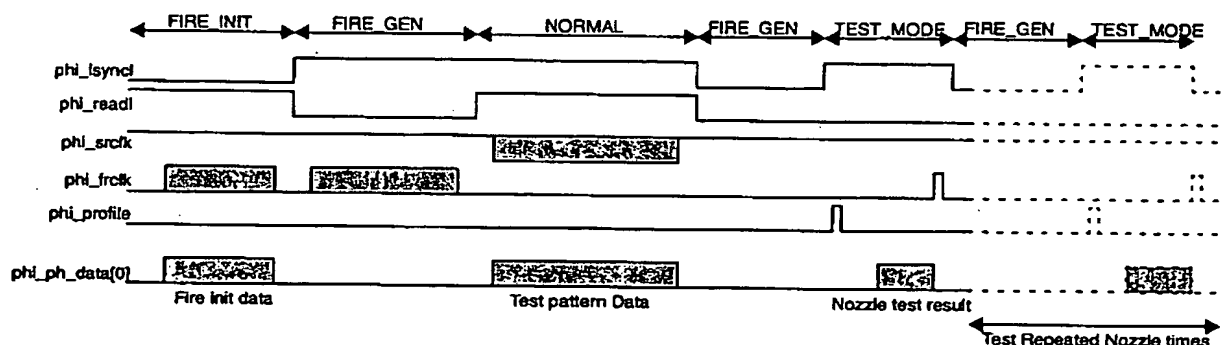 FIRE_INIT FIRE_GEN NORMAL FIRE_GEN TEST_MODE FIRE_GEN TEST_MODE
phi_lsyncl
phi_readl
phi_srclk
phi_frclk
phi_profile
phi_ph_data[0]
Fire Init data Test pattern Data Nozzle test result
Test Repeated Nozzle times